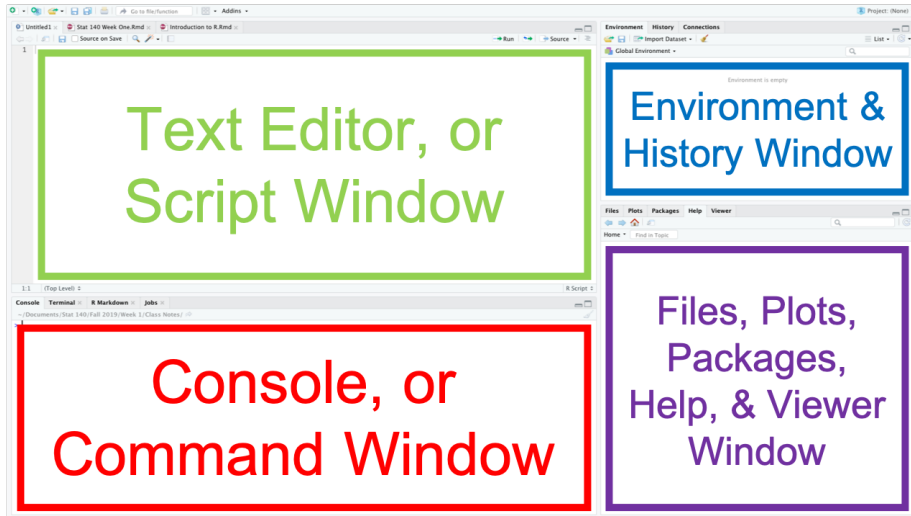 Go to file/function
Addins
Project: (None)
Untitled1
Stat 140 Week One.Rmd
Introduction to R.Rmd
Source on Save
Run
Source
1
Text Editor, or
Script Window
1:1
(Top Level)
R Script
Console
Terminal
R Markdown
Jobs
~/Documents/Stat 140/Fall 2019/Week 1/Class Notes/
>
Console, or
Command Window
Environment
History
Connections
Import Dataset
List
Global Environment
Environment is empty
Environment &
History Window
Files
Plots
Packages
Help
Viewer
Home
Find in Topic
Files, Plots,
Packages,
Help, & Viewer
Window